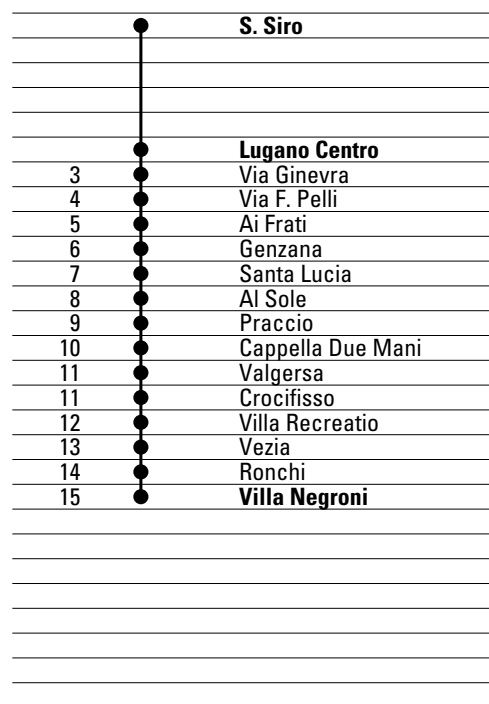 S. Siro
Lugano Centro
3 Via Ginevra
4 Via F. Pelli
5 Ai Frati
6 Genzana
7 Santa Lucia
8 Al Sole
9 Praccio
10 Cappella Due Mani
11 Valgersa
11 Crocifisso
12 Villa Recreatio
13 Vezia
14 Ronchi
15 Villa Negroni